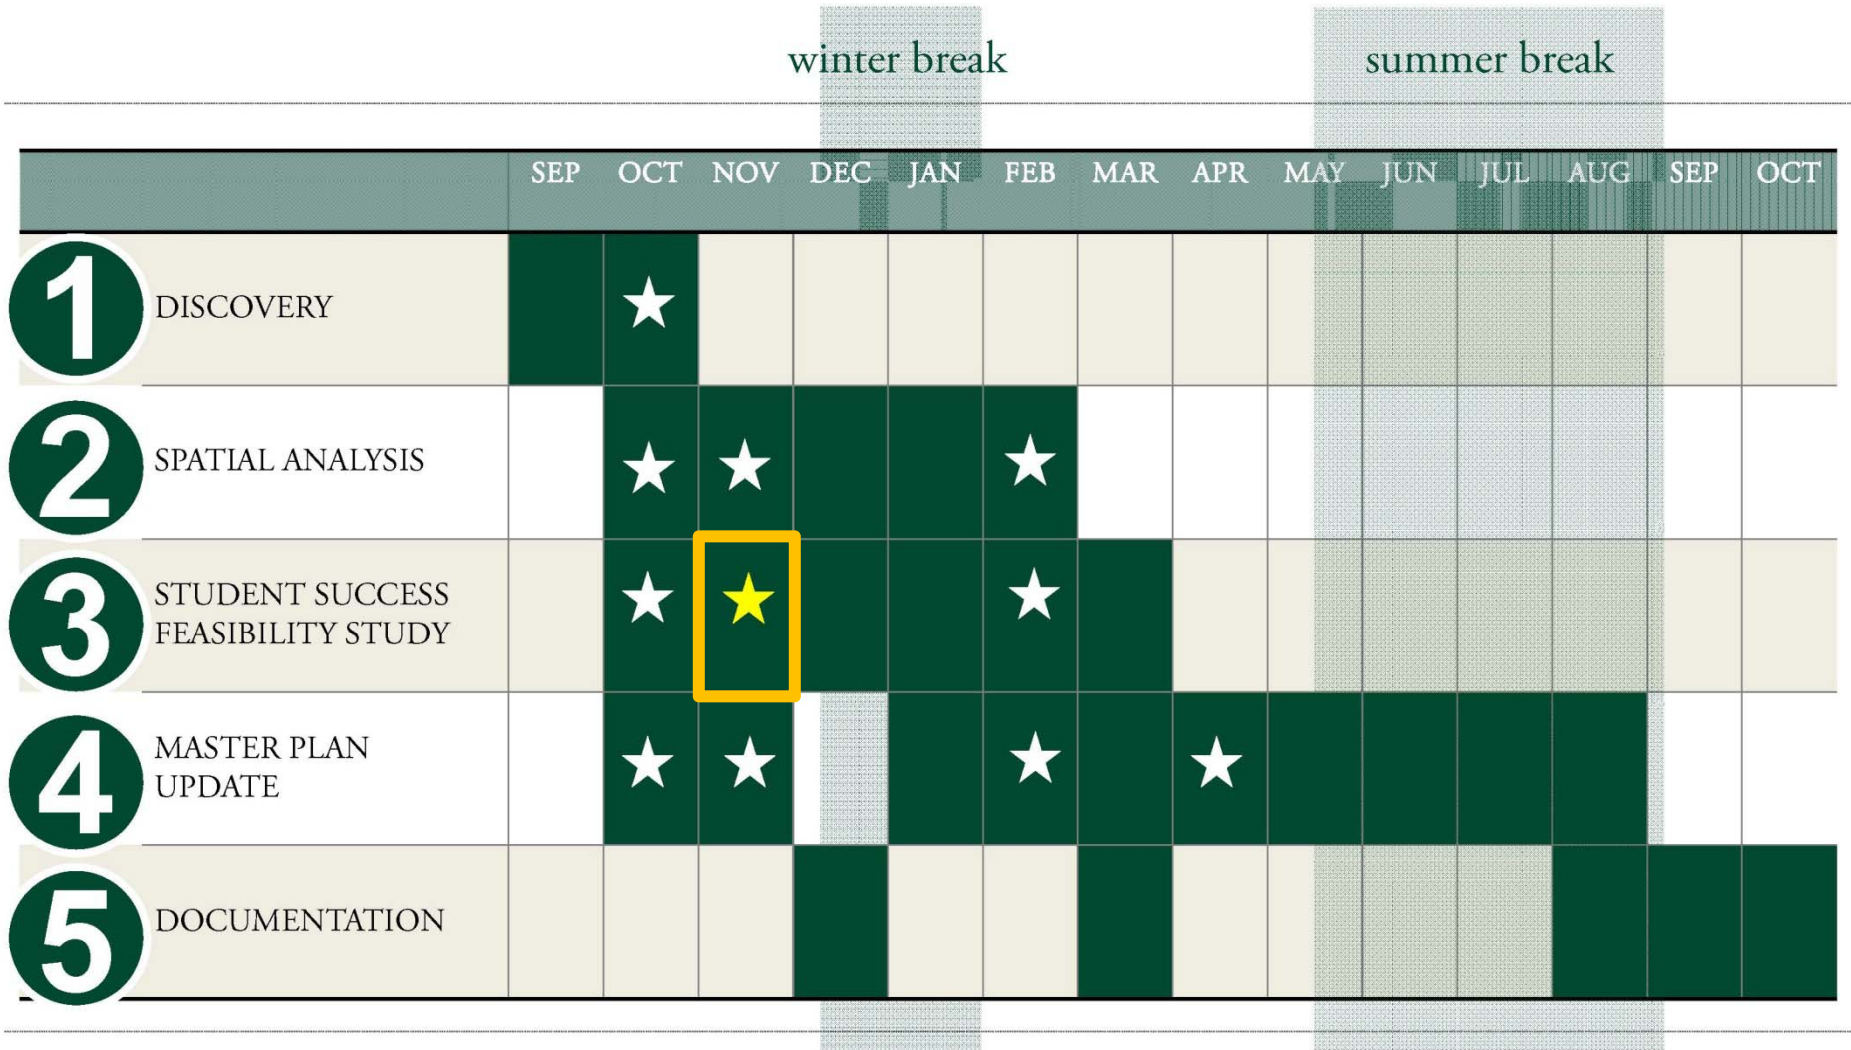 winter break
summer break
SEP OCT NOV DEC JAN FEB MAR APR MAY JUN JUL AUG SEP OCT
1 DISCOVERY
2 SPATIAL ANALYSIS
3 STUDENT SUCCESS
FEASIBILITY STUDY
4 MASTER PLAN
UPDATE
5 DOCUMENTATION